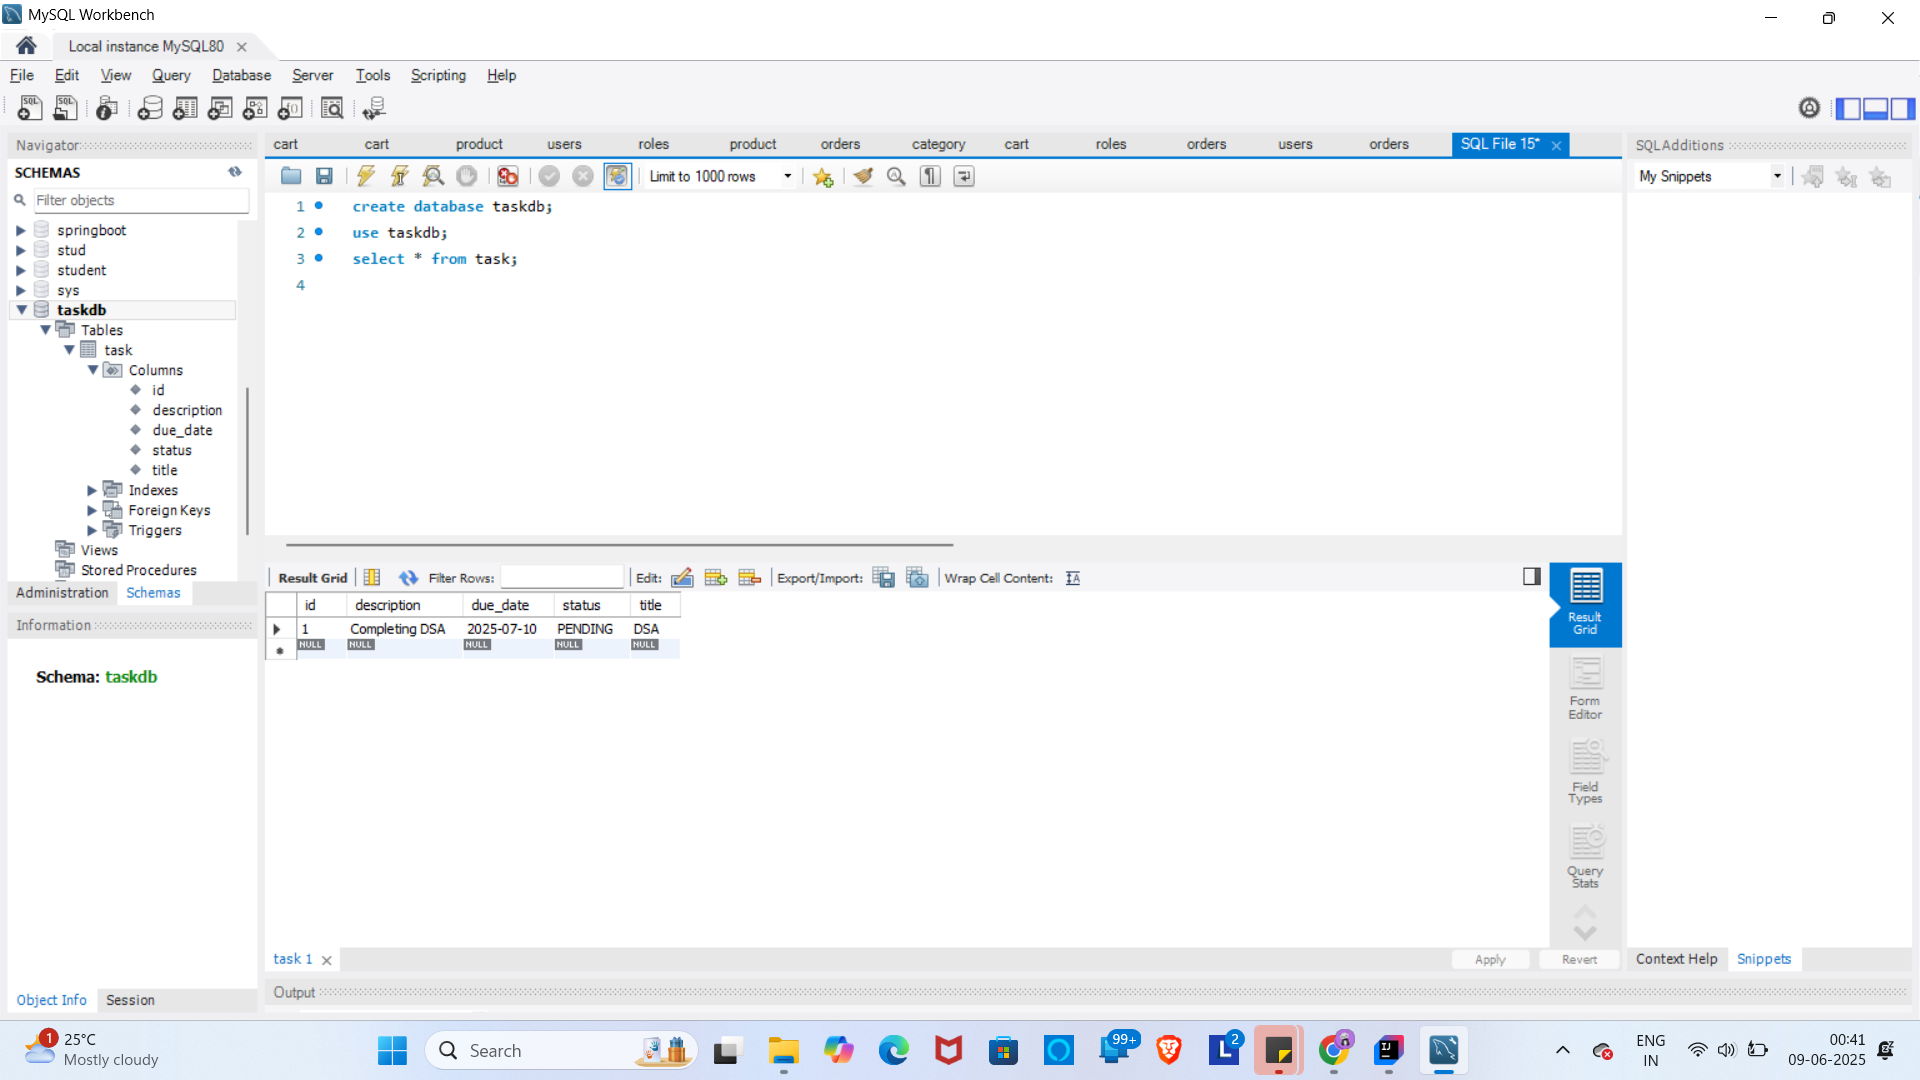 MySQL Workbench
Local instance MySQL80
File Edit View Query Database Server Tools Scripting Help
Navigator
SCHEMAS
Filter objects
springboot
stud
student
sys
taskdb
Tables
task
Columns
id
description
due_date
status
title
Indexes
Foreign Keys
Triggers
Views
Stored Procedures
Administration Schemas
Information
Schema: taskdb
Object Info Session
cart cart product users roles product orders category cart roles orders users orders SQL File 15*
Limit to 1000 rows
1 create database taskdb;
2 use taskdb;
3 select * from task;
4
Result Grid Filter Rows: Edit: Export/Import: Wrap Cell Content:
id description due_date status title
1 Completing DSA 2025-07-10 PENDING DSA
NULL NULL NULL NULL NULL
Result
Grid
Form
Editor
Field
Types
Query
Stats
task 1
Apply Revert
Output
SQLAdditions
My Snippets
Context Help Snippets
1
25°C
Mostly cloudy
Search
99+
2
ENG
IN
00:41
09-06-2025